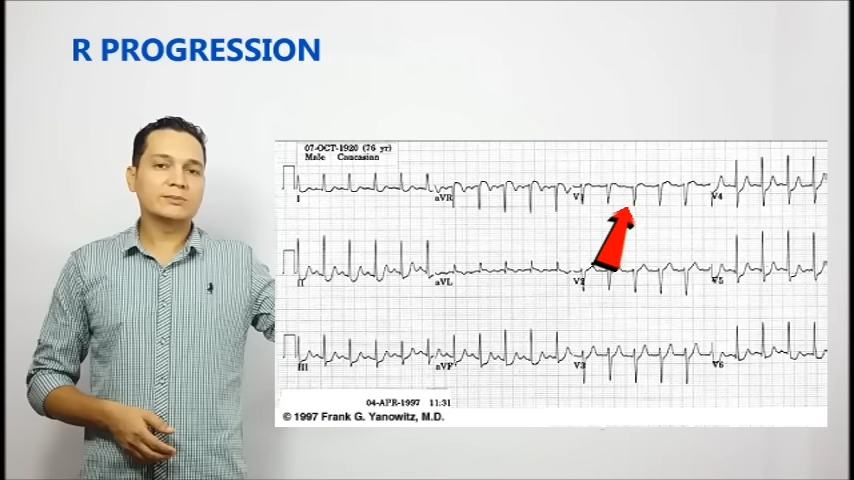 R PROGRESSION
07-OCT-1920 (76 yr)
Male Caucasian
I aVR V1 V4
II aVL V2 V5
III aVF V3 V6
04-APR-1997 11:31
© 1997 Frank G. Yanowitz, M.D.